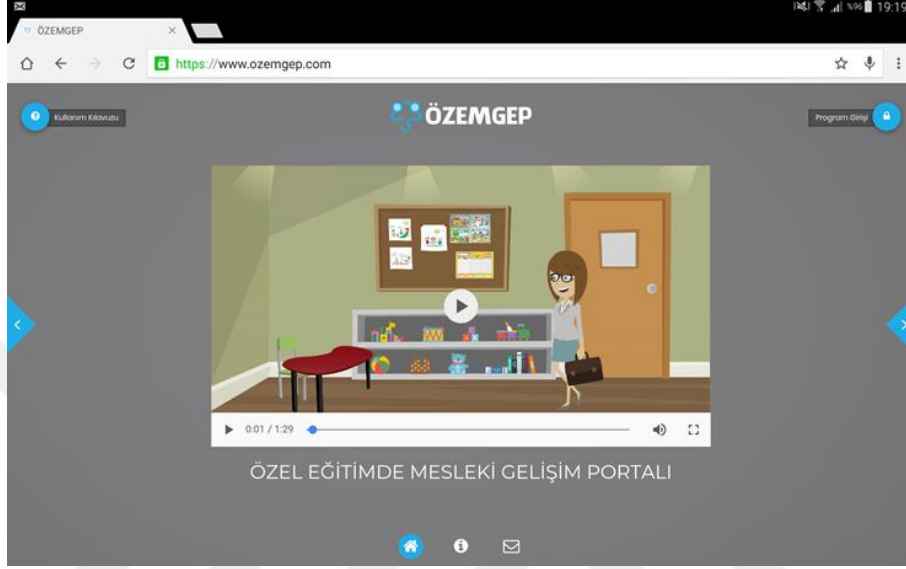 %96 19:19
ÖZEMGEP
https://www.ozemgep.com
Kullanım Kılavuzu
ÖZEMGEP
Program Girişi
0:01 / 1:29
ÖZEL EĞİTİMDE MESLEKİ GELİŞİM PORTALI